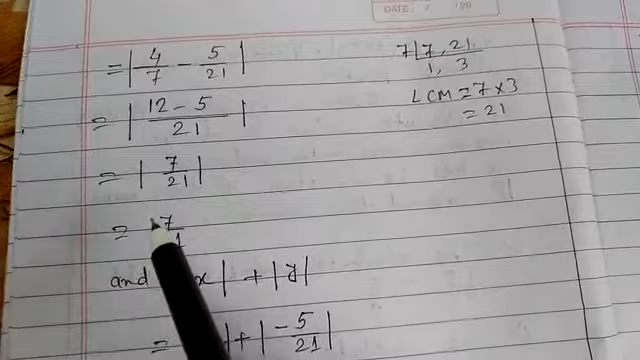 DATE:
= | 4/7 - 5/21 |
7 | 7, 21
1, 3
= | 12 - 5 / 21 |
LCM = 7 × 3
= 21
= | 7/21 |
= 7/
and x | + | y |
= | + | -5/21 |